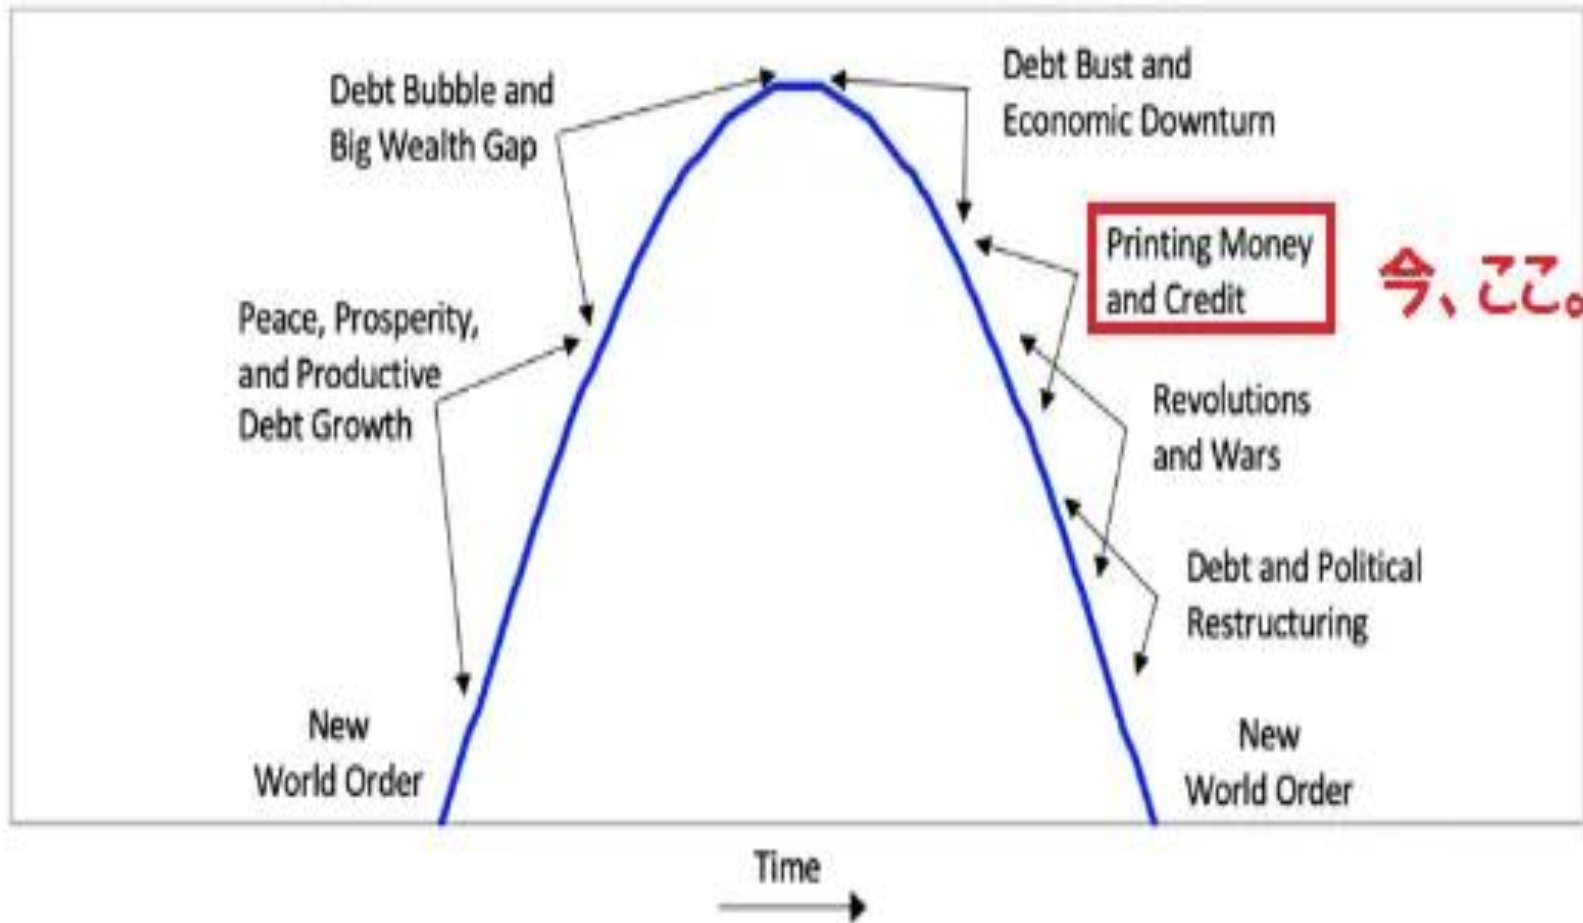 Debt Bubble and
Big Wealth Gap
Debt Bust and
Economic Downturn
Printing Money
and Credit
今、ここ。
Peace, Prosperity,
and Productive
Debt Growth
Revolutions
and Wars
Debt and Political
Restructuring
New
World Order
New
World Order
Time